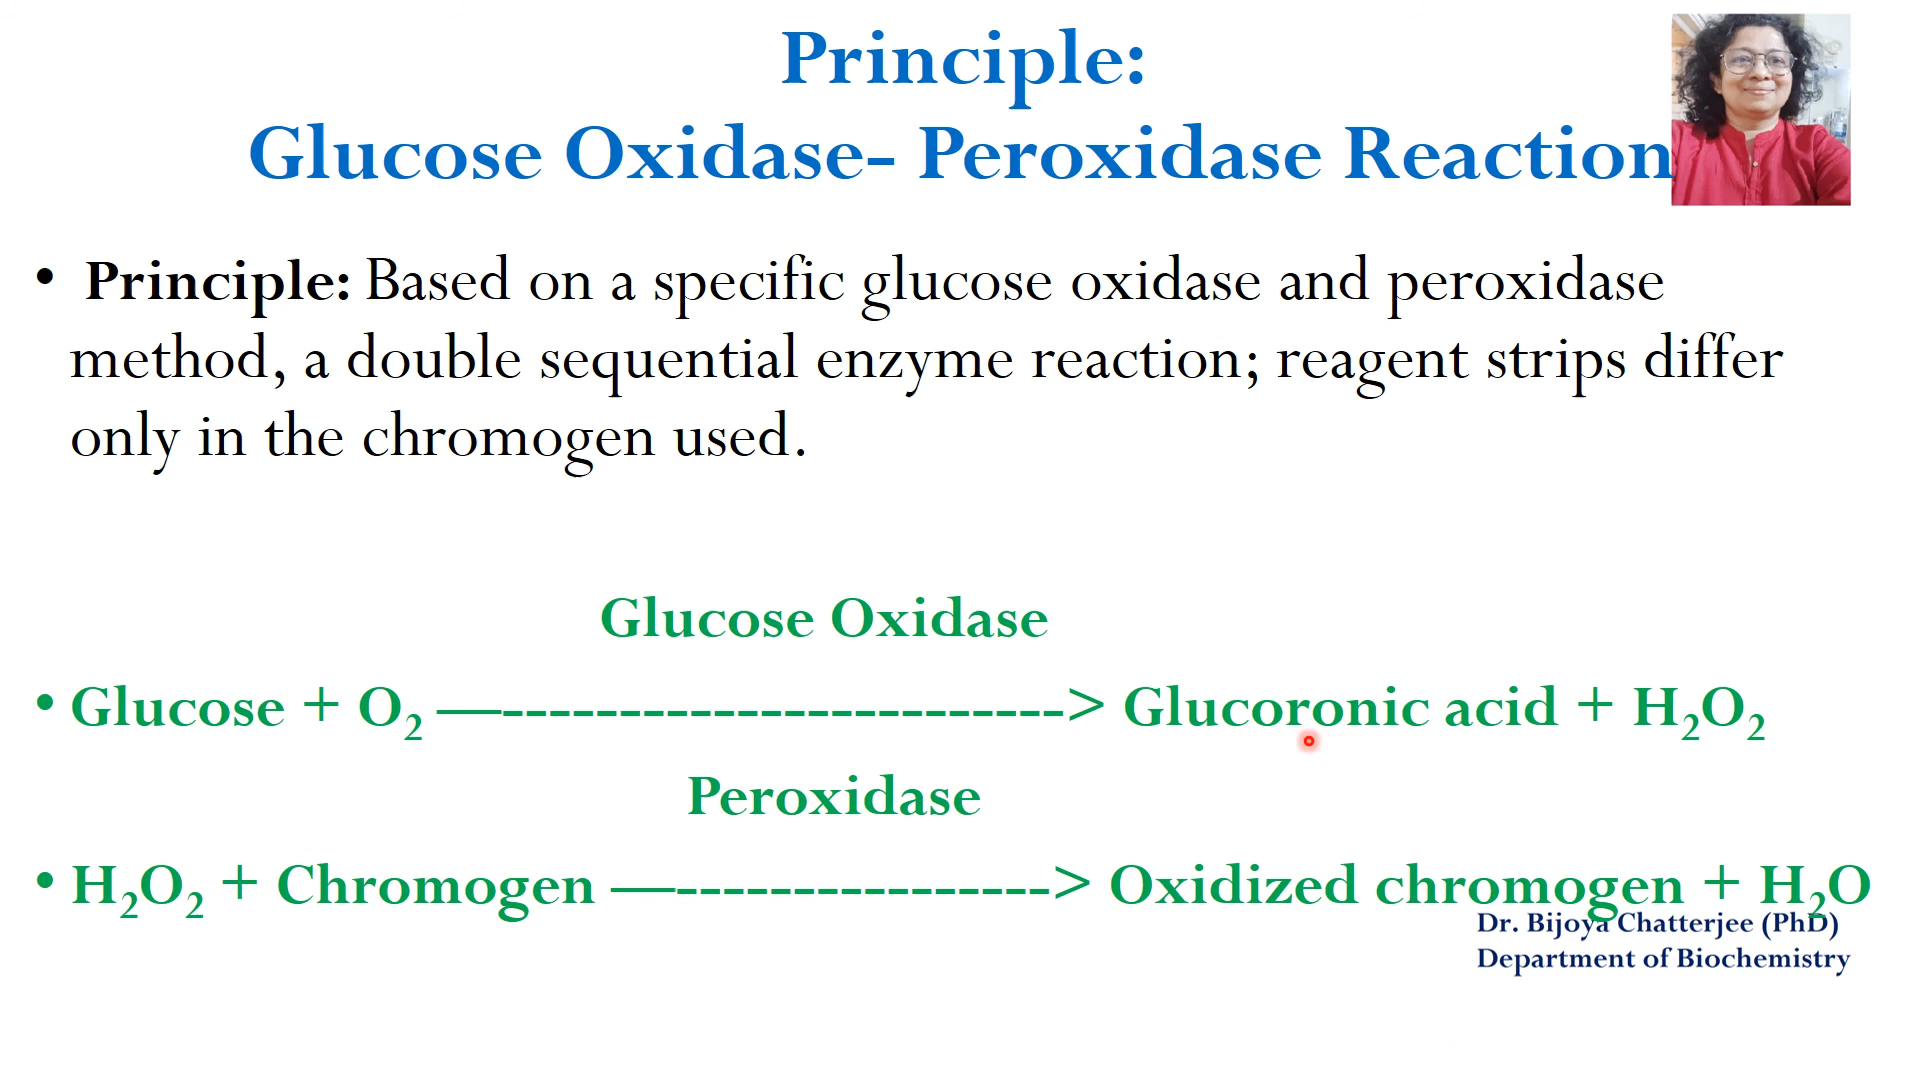 Principle:
Glucose Oxidase- Peroxidase Reaction
• Principle: Based on a specific glucose oxidase and peroxidase
method, a double sequential enzyme reaction; reagent strips differ
only in the chromogen used.
Glucose Oxidase
• Glucose + O₂ —------------------------> Glucoronic acid + H₂O₂
Peroxidase
• H₂O₂ + Chromogen —----------------> Oxidized chromogen + H₂O
Dr. Bijoya Chatterjee (PhD)
Department of Biochemistry